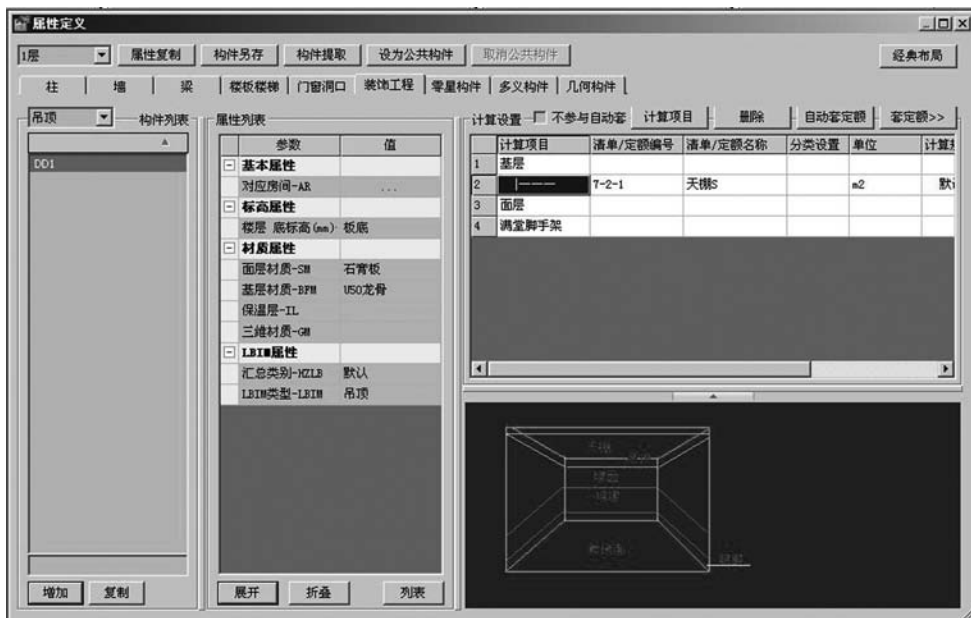 属性定义
1层 属性复制 构件另存 构件提取 设为公共构件 取消公共构件 经典布局
柱 墙 梁 楼板楼梯 门窗洞口 装饰工程 零星构件 多义构件 几何构件
吊顶 构件列表
DD1
增加 复制
属性列表
参数 值
基本属性
对应房间-AR ...
标高属性
楼层 底标高(mm) 板底
材质属性
面层材质-SM 石膏板
基层材质-BFM U50龙骨
保温层-IL
三维材质-GM
LBIM属性
汇总类别-HZLB 默认
LBIM类型-LBIM 吊顶
展开 折叠 列表
计算设置 不参与自动套 计算项目 删除 自动套定额 套定额>>
计算项目 清单/定额编号 清单/定额名称 分类设置 单位 计算
1 基层
2 7-2-1 天棚S m2 默
3 面层
4 满堂脚手架
天棚